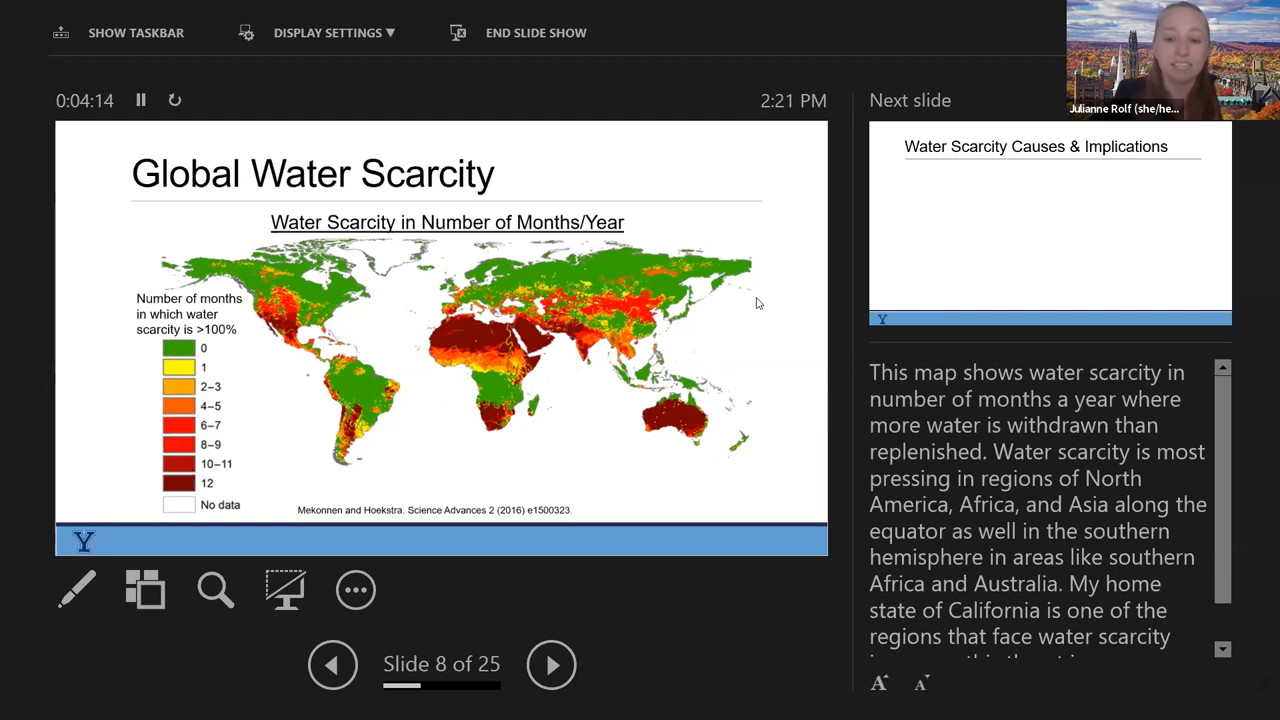 SHOW TASKBAR
DISPLAY SETTINGS ▼
END SLIDE SHOW
Julianne Rolf (she/he...
0:04:14
2:21 PM
Global Water Scarcity
Water Scarcity in Number of Months/Year
Number of months
in which water
scarcity is >100%
0
1
2–3
4–5
6–7
8–9
10–11
12
No data
Mekonnen and Hoekstra. Science Advances 2 (2016) e1500323.
Y
Slide 8 of 25
Next slide
Water Scarcity Causes & Implications
Y
This map shows water scarcity in
number of months a year where
more water is withdrawn than
replenished. Water scarcity is most
pressing in regions of North
America, Africa, and Asia along the
equator as well in the southern
hemisphere in areas like southern
Africa and Australia. My home
state of California is one of the
regions that face water scarcity
A A